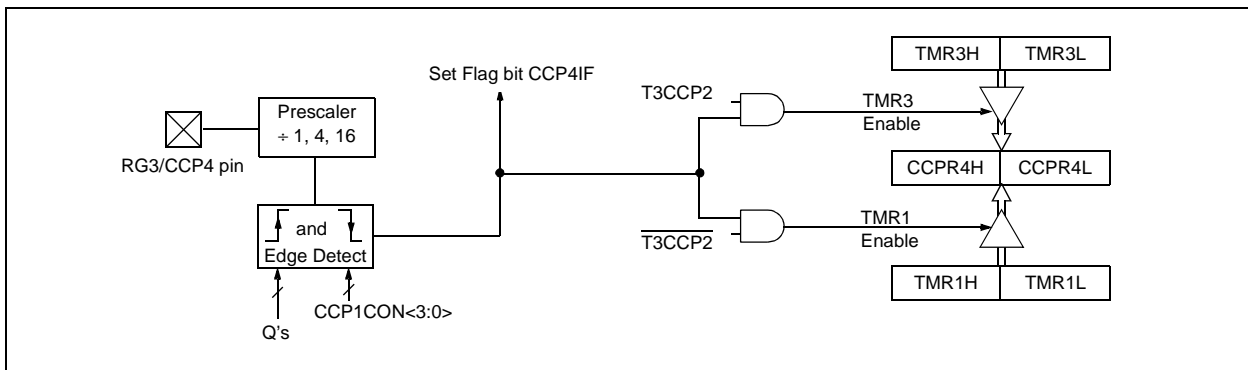 TMR3H TMR3L
Set Flag bit CCP4IF
T3CCP2
TMR3
Enable
Prescaler
÷ 1, 4, 16
RG3/CCP4 pin
CCPR4H CCPR4L
and
Edge Detect
TMR1
Enable
T3CCP2
TMR1H TMR1L
CCP1CON<3:0>
Q's